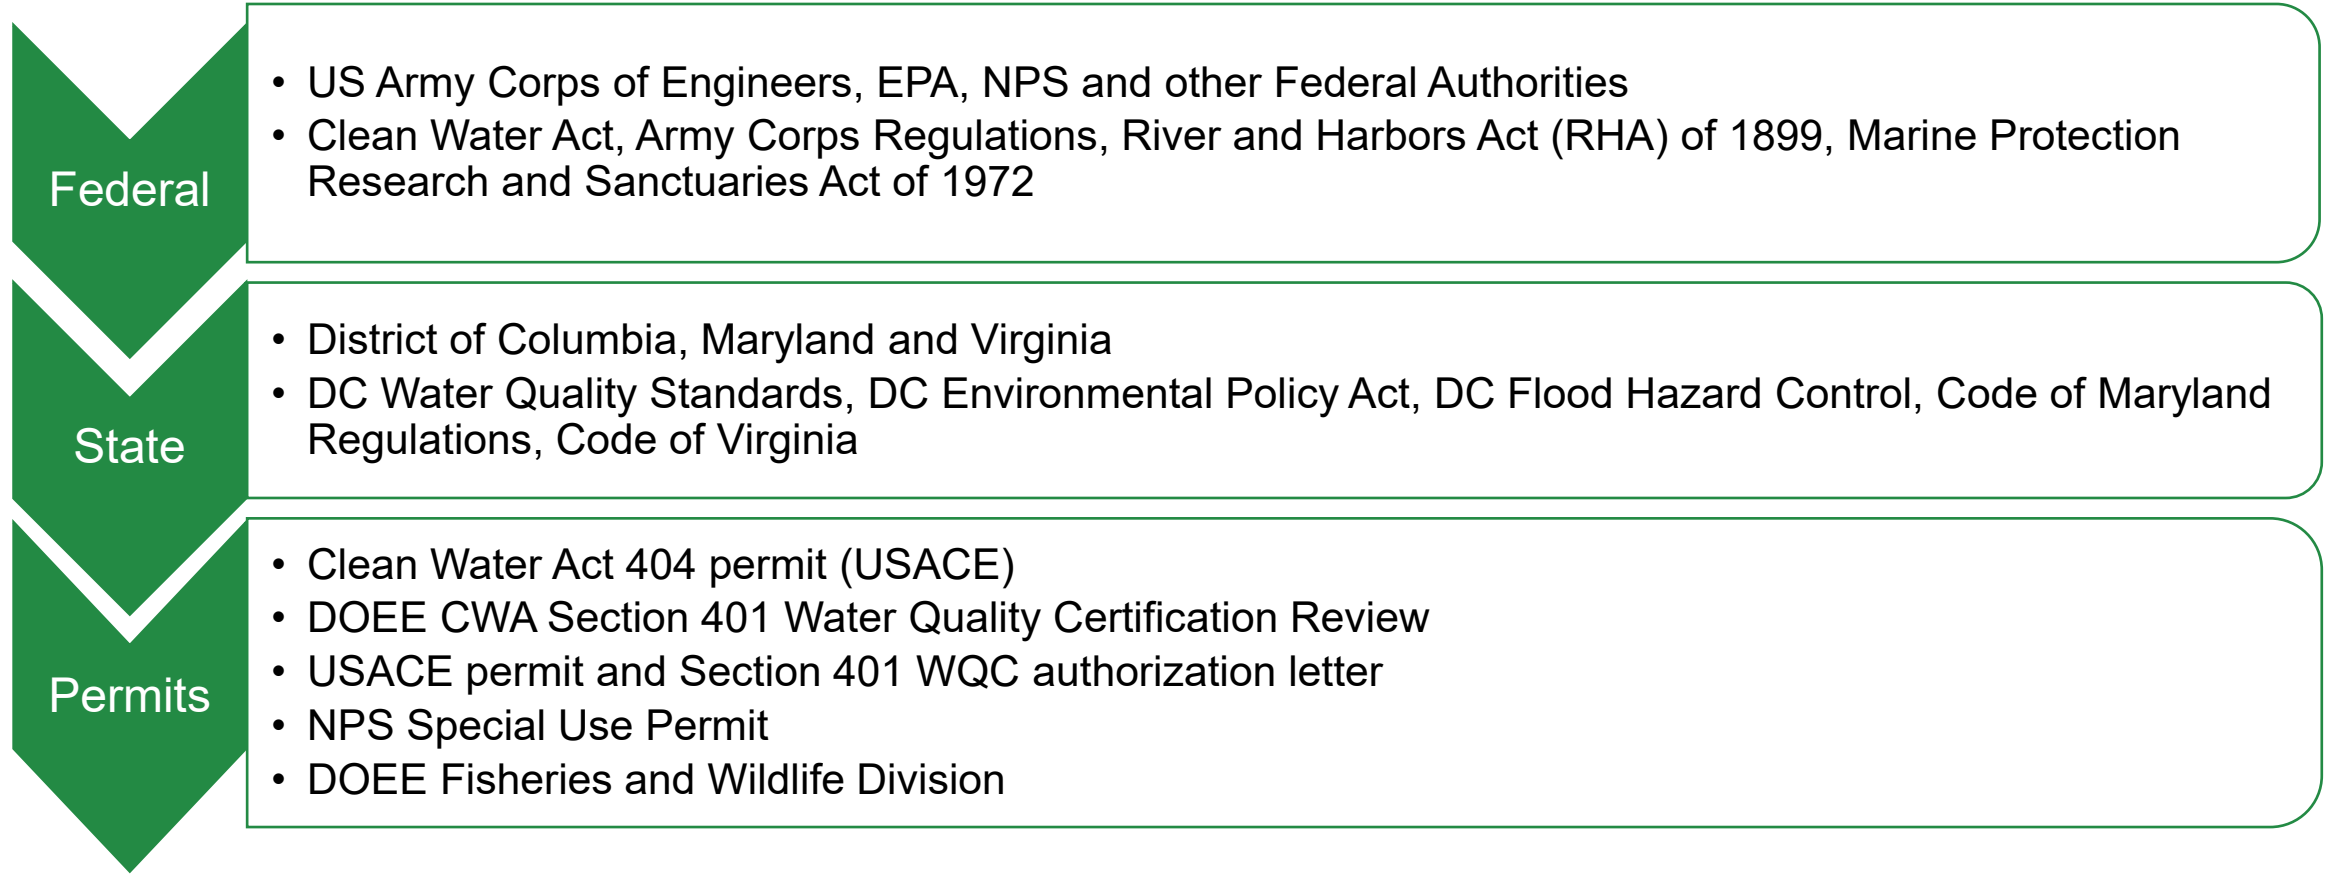 Federal
• US Army Corps of Engineers, EPA, NPS and other Federal Authorities
• Clean Water Act, Army Corps Regulations, River and Harbors Act (RHA) of 1899, Marine Protection
Research and Sanctuaries Act of 1972
State
• District of Columbia, Maryland and Virginia
• DC Water Quality Standards, DC Environmental Policy Act, DC Flood Hazard Control, Code of Maryland
Regulations, Code of Virginia
Permits
• Clean Water Act 404 permit (USACE)
• DOEE CWA Section 401 Water Quality Certification Review
• USACE permit and Section 401 WQC authorization letter
• NPS Special Use Permit
• DOEE Fisheries and Wildlife Division